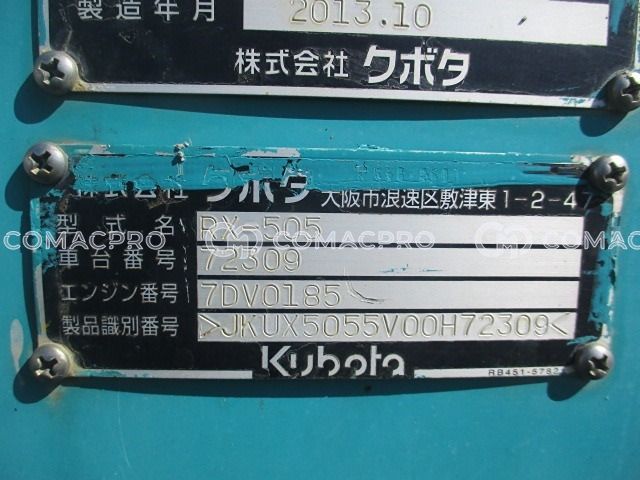 製造年月 2013.10
株式会社 クボタ
株式会社 クボタ 大阪市浪速区敷津東1-2-47
型式名 RX-505
車台番号 72309
エンジン番号 7DV0185
製品識別番号 >JKUX5055V00H72309<
Kubota
COMACPRO COMACPRO COMACPRO